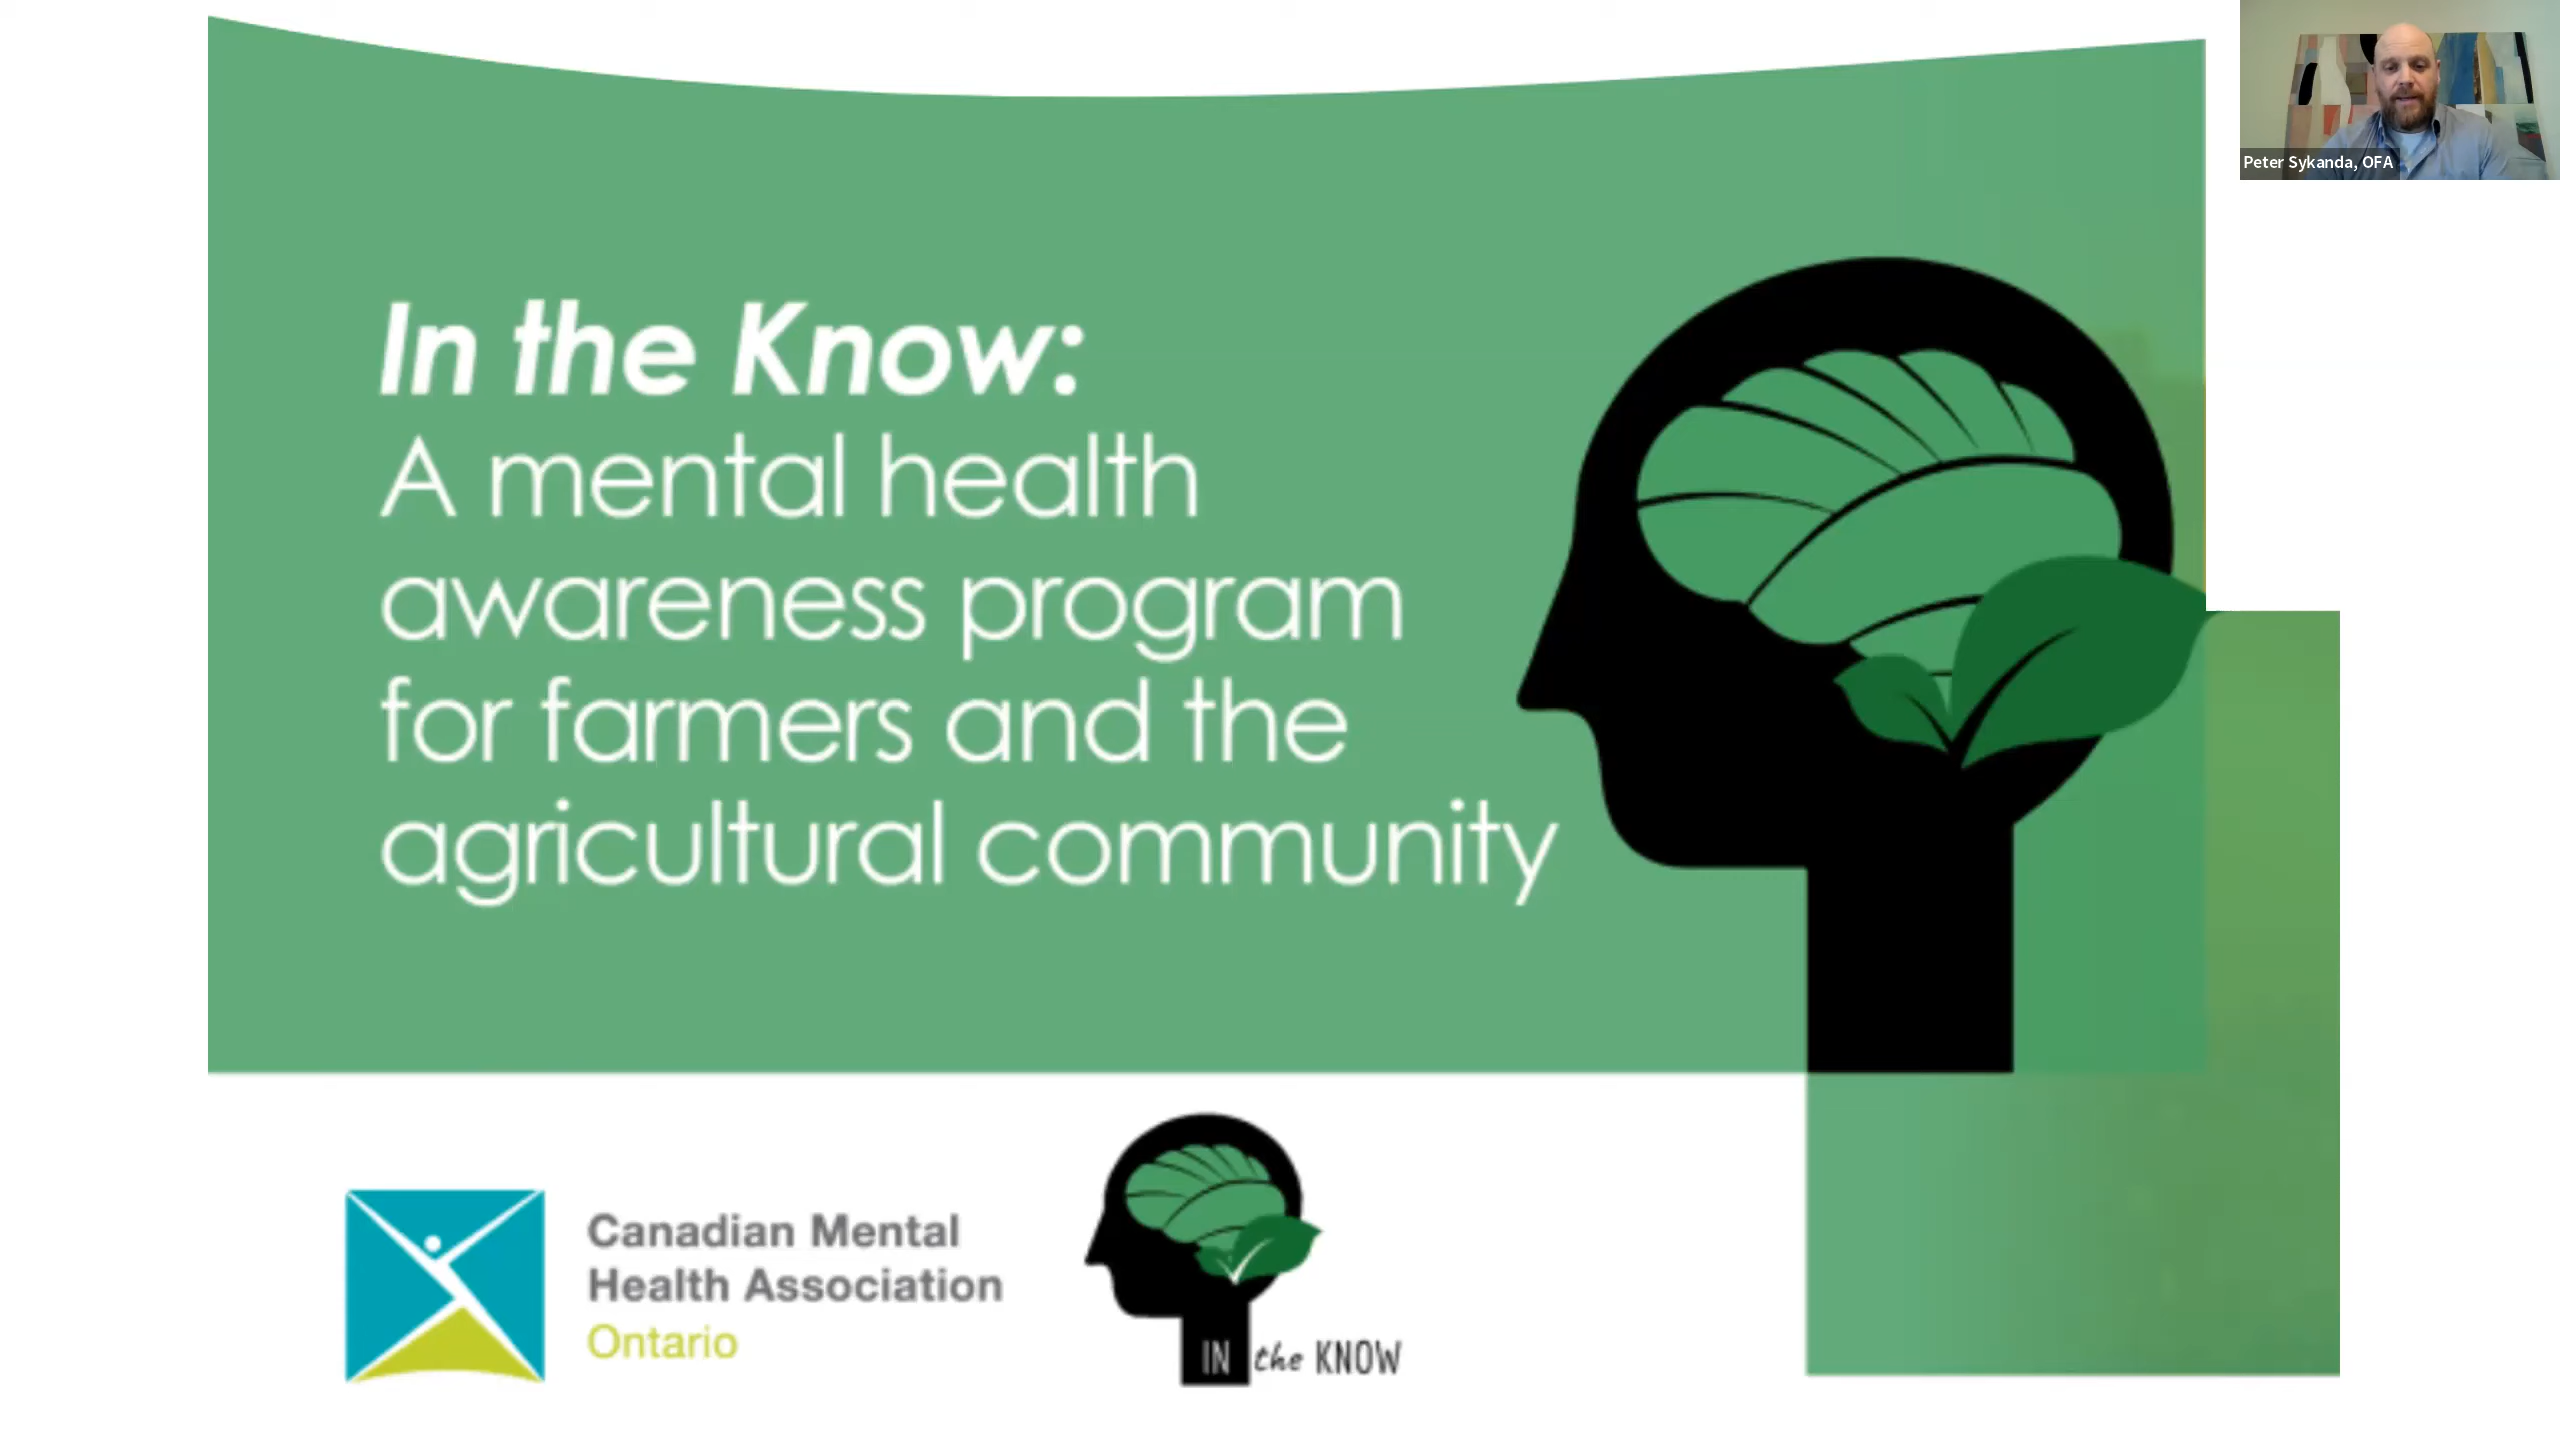 Peter Sykanda, OFA
In the Know:
A mental health
awareness program
for farmers and the
agricultural community
Canadian Mental
Health Association
Ontario
IN the KNOW